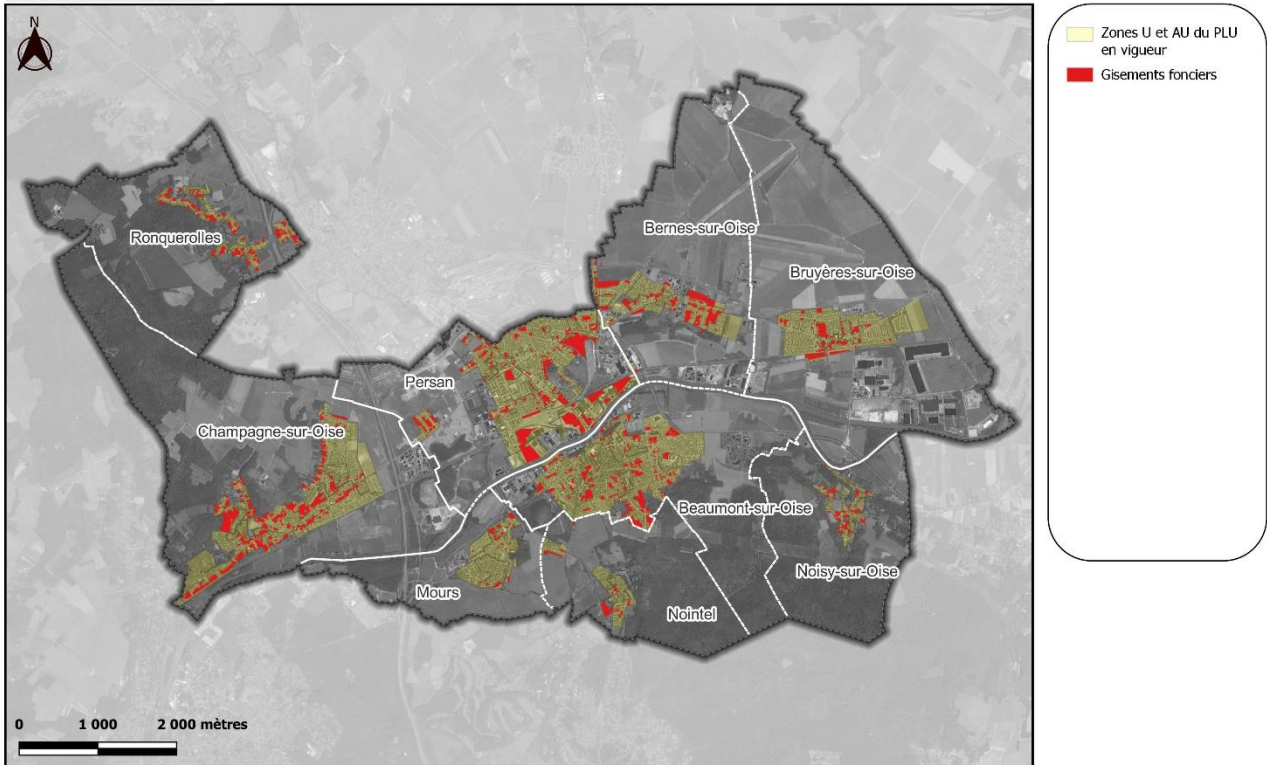 N
Zones U et AU du PLU
en vigueur
Gisements fonciers
Ronquerolles
Bernes-sur-Oise
Bruyères-sur-Oise
Persan
Champagne-sur-Oise
Beaumont-sur-Oise
Noisy-sur-Oise
Mours
Nointel
0 1 000 2 000 mètres